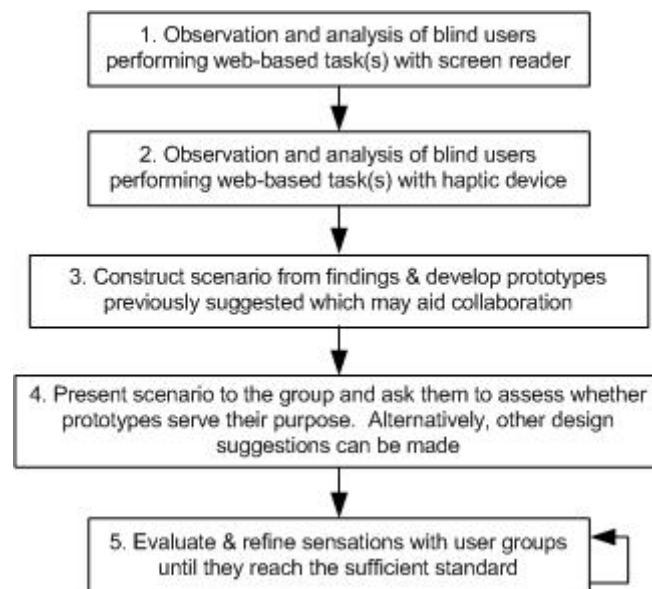 1. Observation and analysis of blind users
performing web-based task(s) with screen reader
2. Observation and analysis of blind users
performing web-based task(s) with haptic device
3. Construct scenario from findings & develop prototypes
previously suggested which may aid collaboration
4. Present scenario to the group and ask them to assess whether
prototypes serve their purpose. Alternatively, other design
suggestions can be made
5. Evaluate & refine sensations with user groups
until they reach the sufficient standard